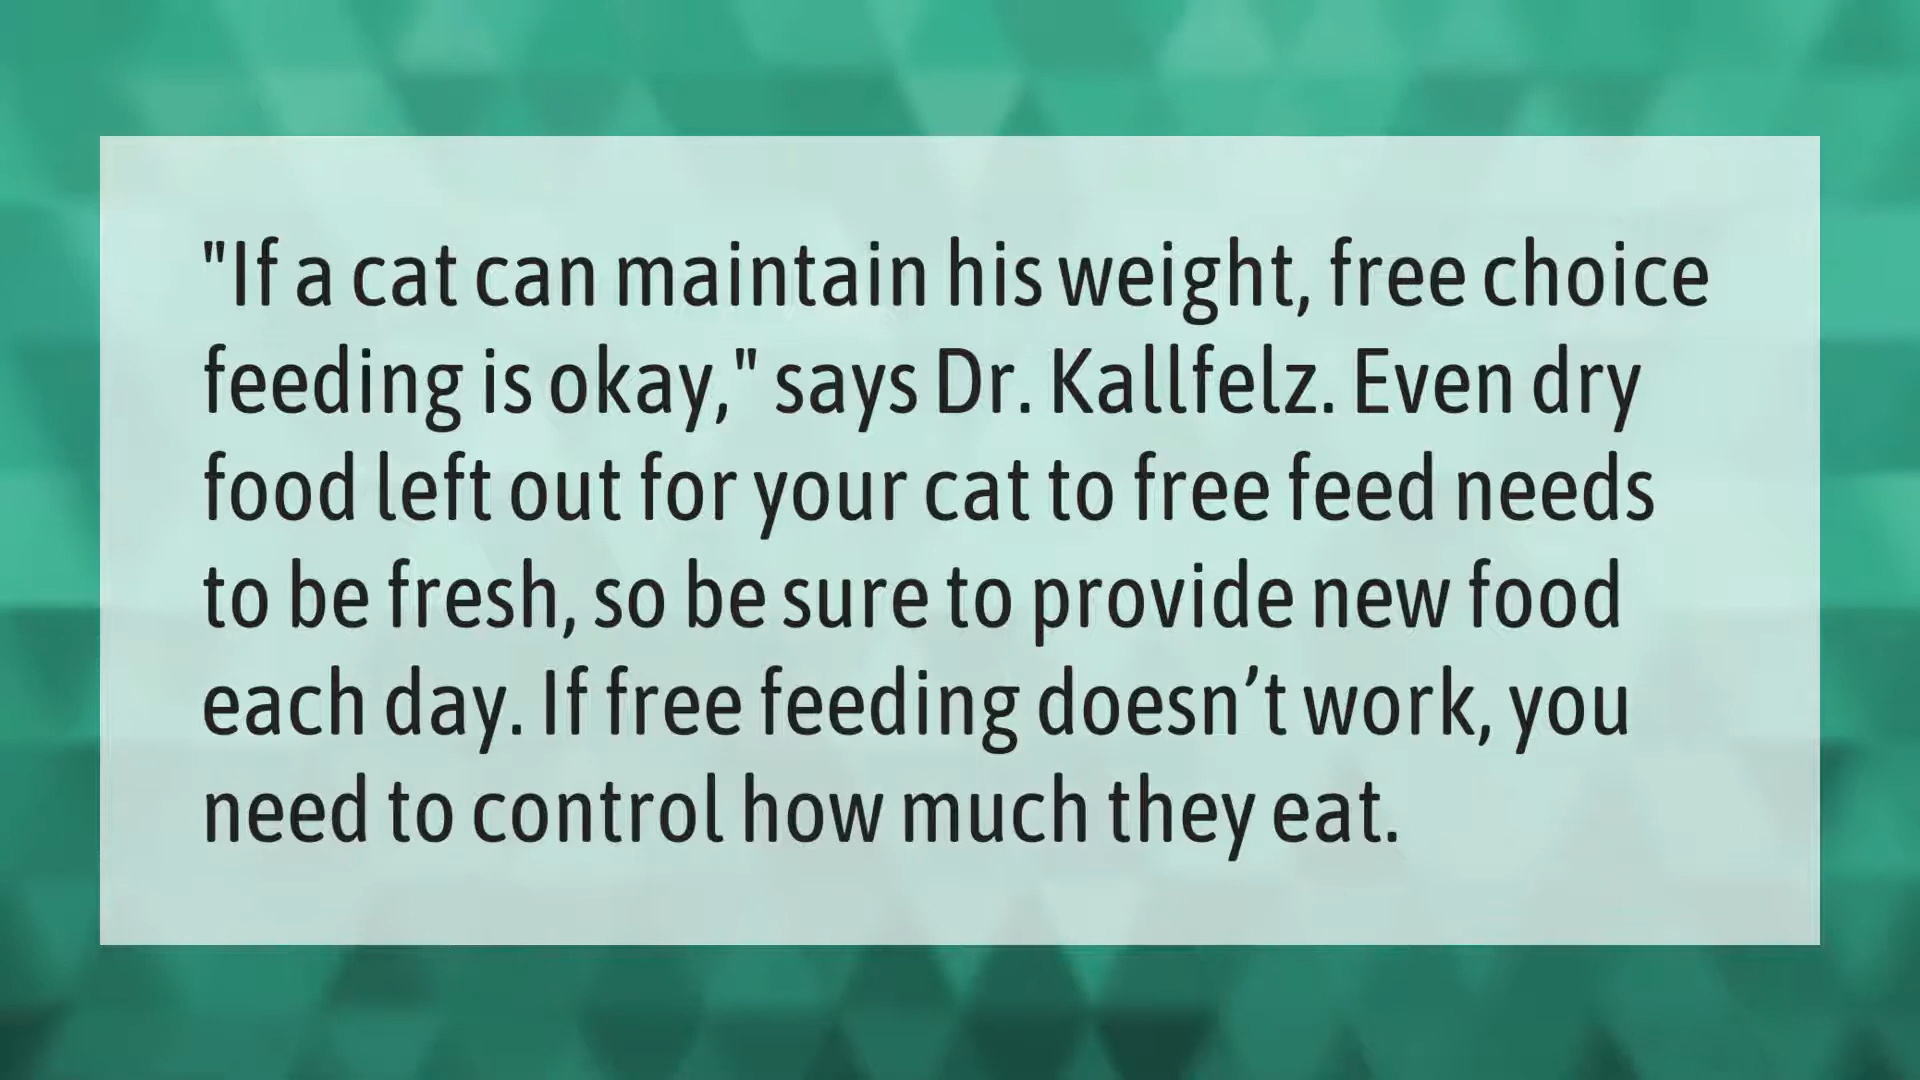 "If a cat can maintain his weight, free choice
feeding is okay," says Dr. Kallfelz. Even dry
food left out for your cat to free feed needs
to be fresh, so be sure to provide new food
each day. If free feeding doesn’t work, you
need to control how much they eat.